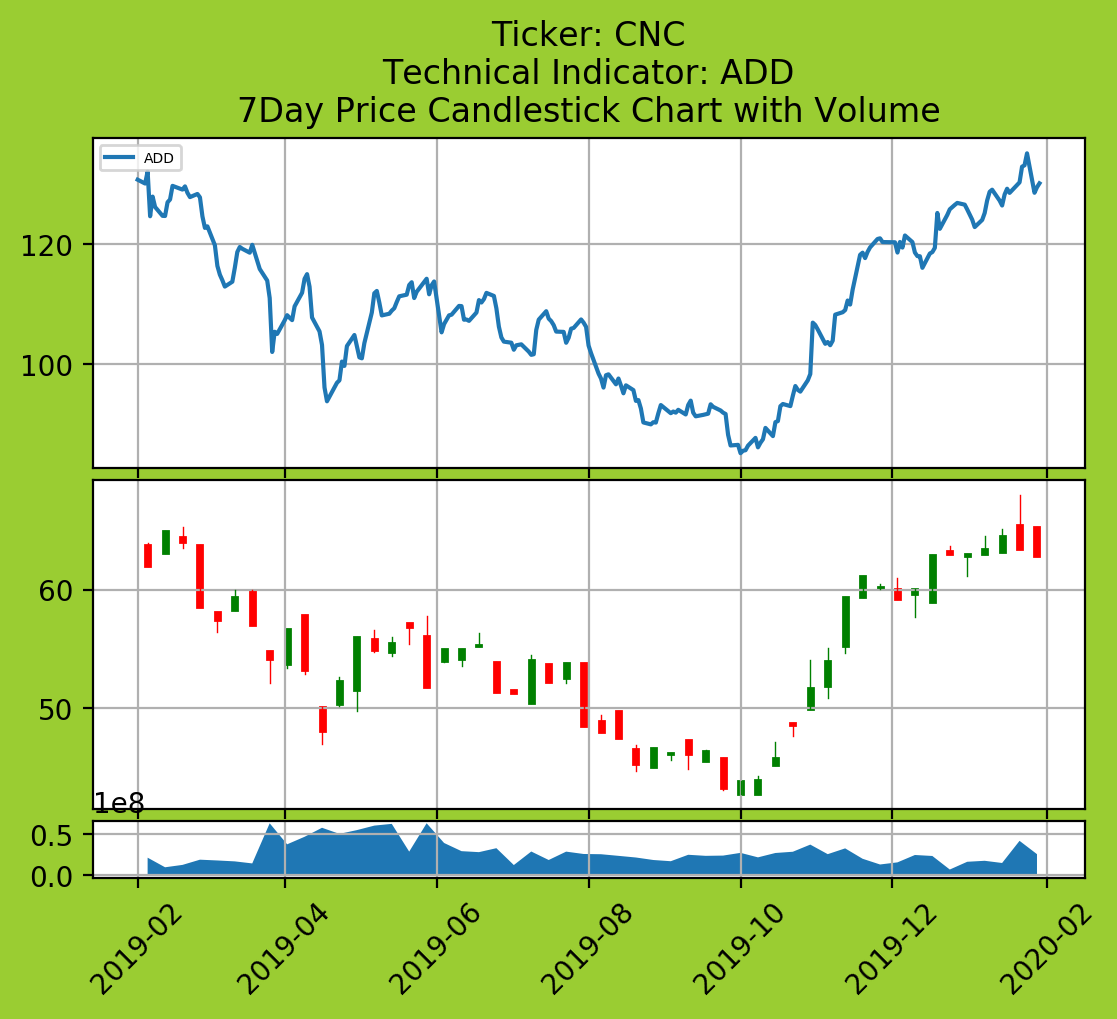 Ticker: CNC
Technical Indicator: ADD
7Day Price Candlestick Chart with Volume
ADD
120
100
60
50
1e8
0.5
0.0
2019-02
2019-04
2019-06
2019-08
2019-10
2019-12
2020-02